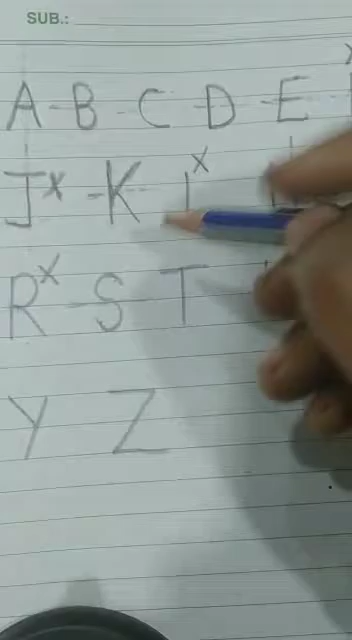 SUB.:
A - B - C - D - E
J x - K - x
R x - S - T
Y Z